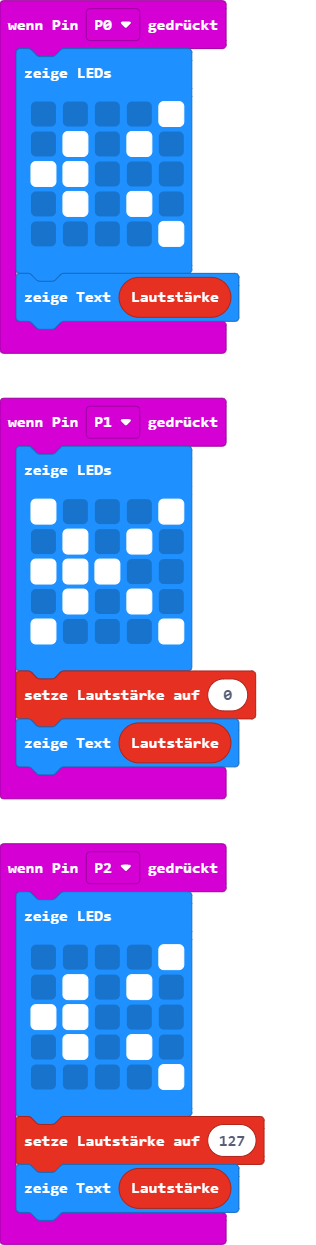 wenn Pin P0 gedrückt
zeige LEDs
zeige Text Lautstärke
wenn Pin P1 gedrückt
zeige LEDs
setze Lautstärke auf 0
zeige Text Lautstärke
wenn Pin P2 gedrückt
zeige LEDs
setze Lautstärke auf 127
zeige Text Lautstärke